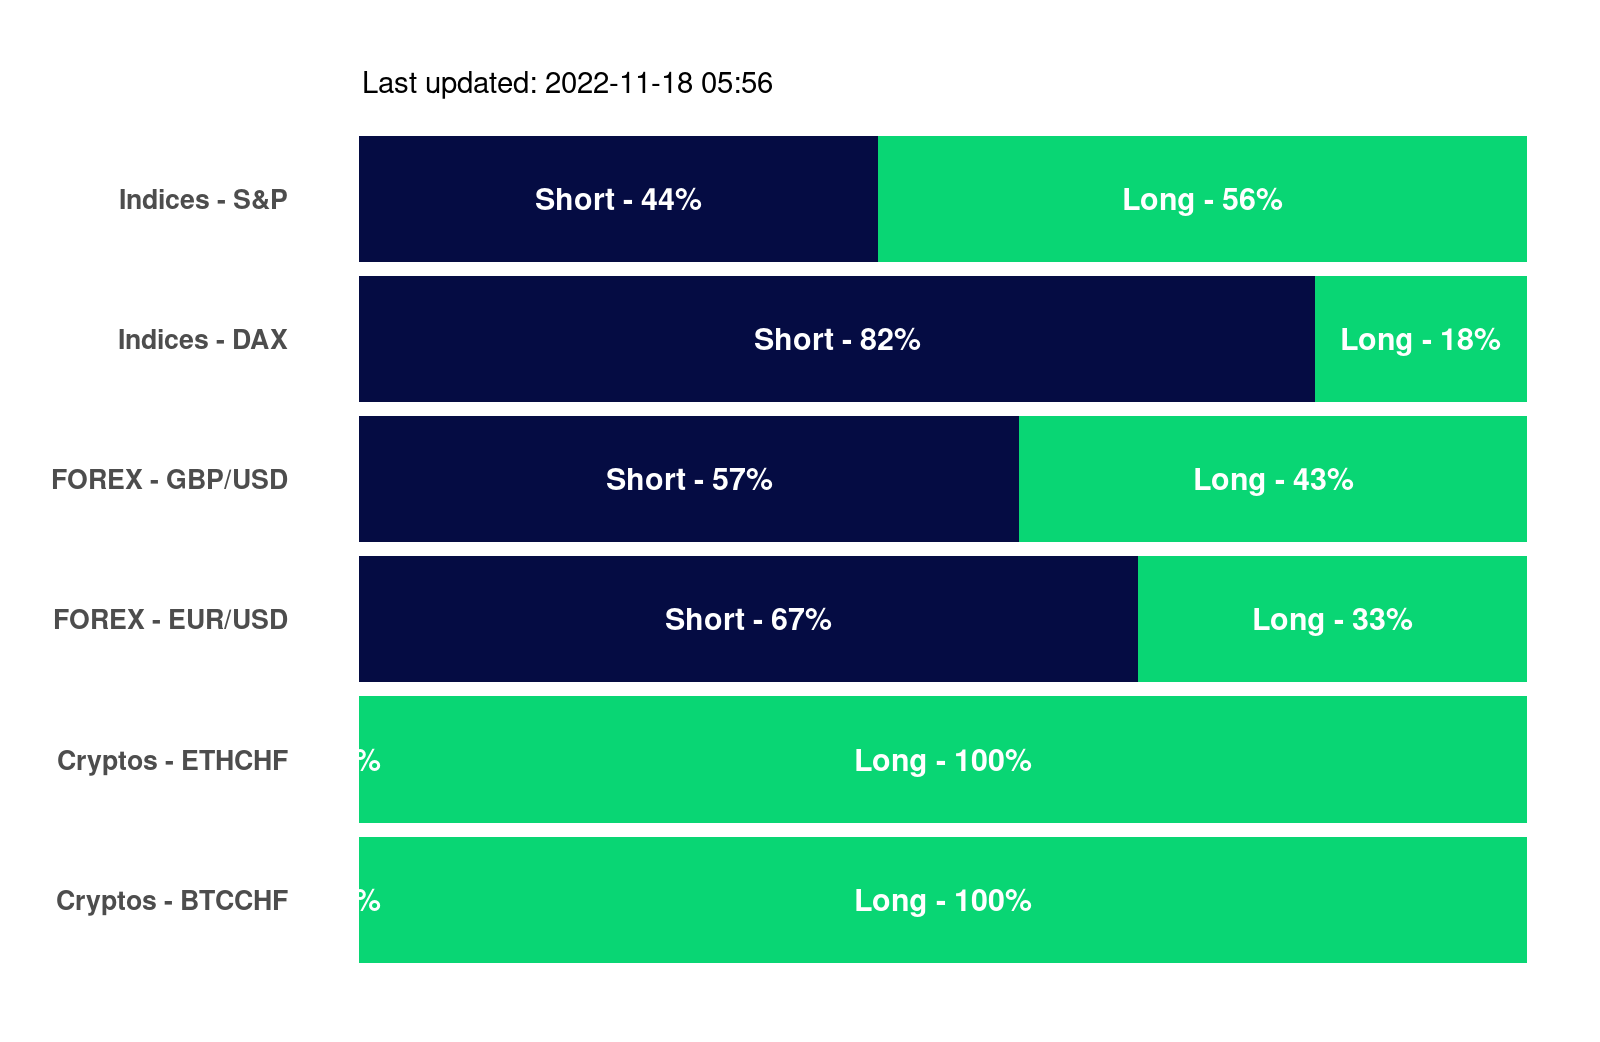 Last updated: 2022-11-18 05:56
Indices - S&P Short - 44% Long - 56%
Indices - DAX Short - 82% Long - 18%
FOREX - GBP/USD Short - 57% Long - 43%
FOREX - EUR/USD Short - 67% Long - 33%
Cryptos - ETHCHF % Long - 100%
Cryptos - BTCCHF % Long - 100%